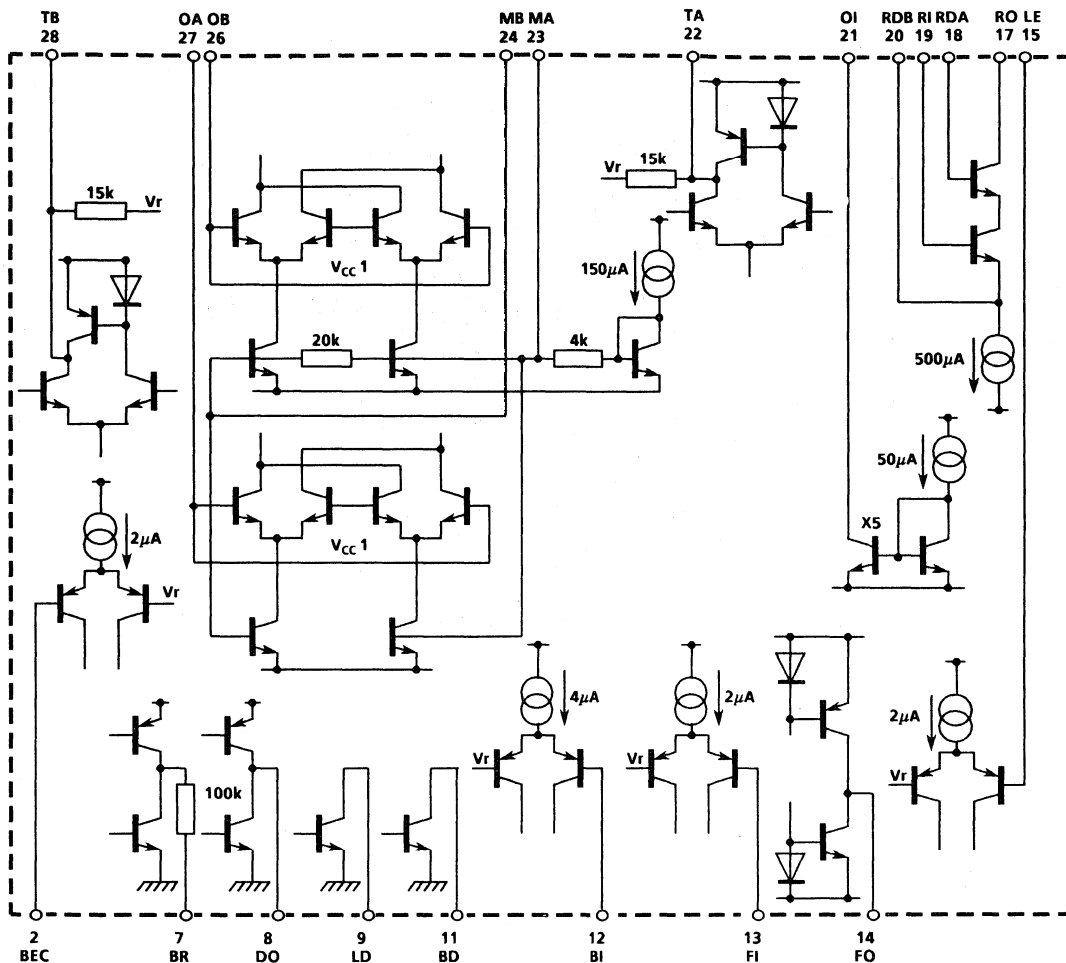 TB OA OB MB MA TA OI RDB RI RDA RO LE
28 27 26 24 23 22 21 20 19 18 17 15
15k Vr
Vr 15k
V_CC 1
150μA
20k 4k
500μA
50μA
X5
V_CC 1
2μA
Vr
4μA 2μA 2μA
Vr Vr Vr
100k
2 7 8 9 11 12 13 14
BEC BR DO LD BD BI FI FO